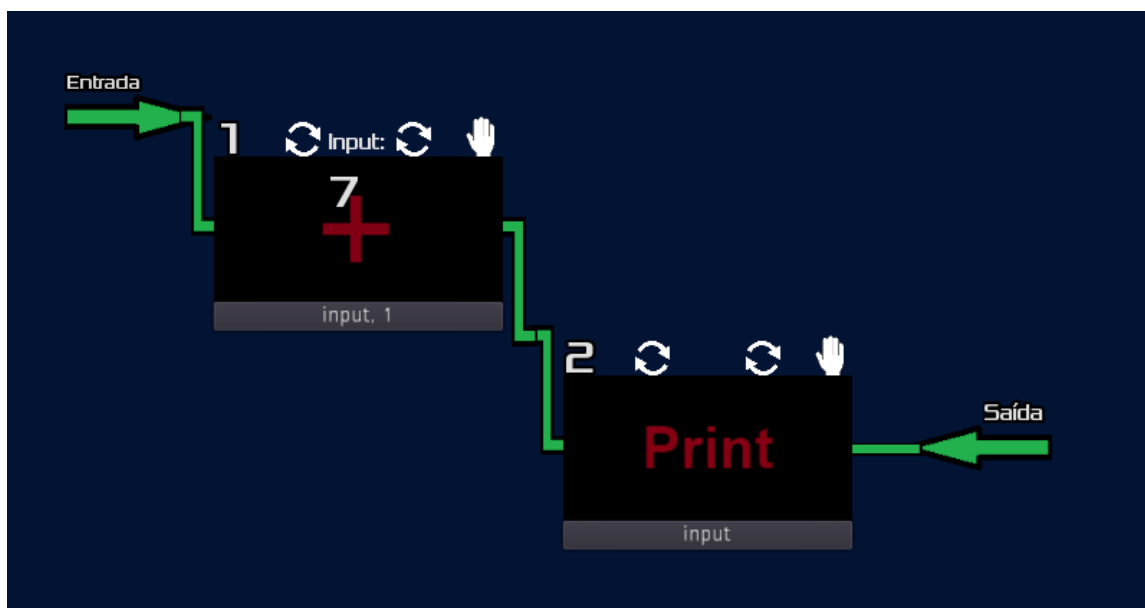 Entrada
1 Input:
7
+
input, 1
2
Print
Saída
input